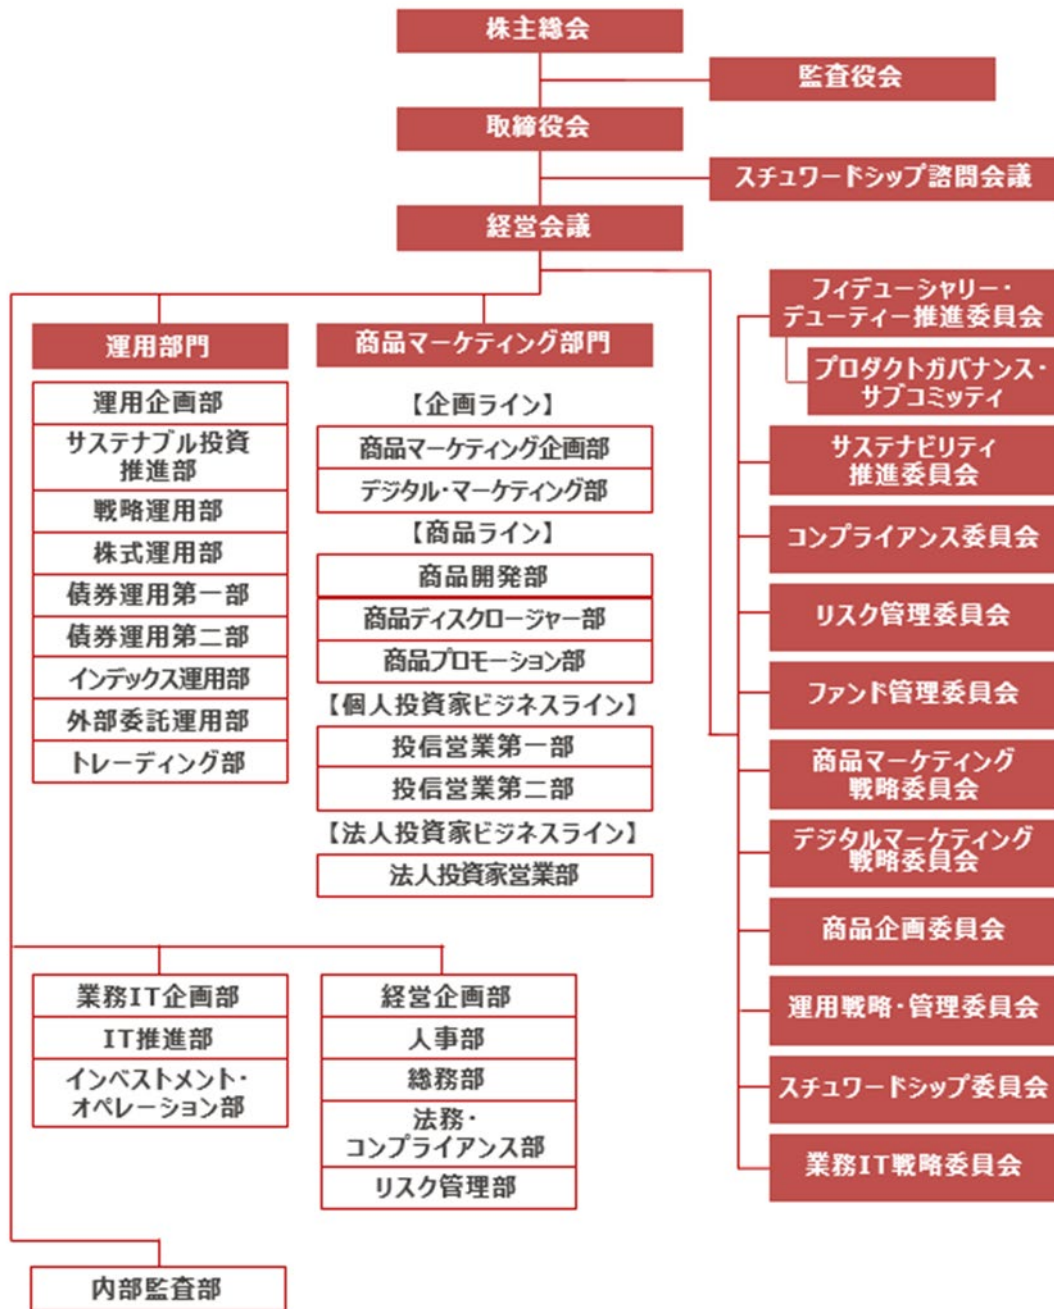 株主総会
監査役会
取締役会
スチュワードシップ諮問会議
経営会議
運用部門
運用企画部
サステナブル投資
推進部
戦略運用部
株式運用部
債券運用第一部
債券運用第二部
インデックス運用部
外部委託運用部
トレーディング部
商品マーケティング部門
【企画ライン】
商品マーケティング企画部
デジタル・マーケティング部
【商品ライン】
商品開発部
商品ディスクロージャー部
商品プロモーション部
【個人投資家ビジネスライン】
投信営業第一部
投信営業第二部
【法人投資家ビジネスライン】
法人投資家営業部
フィデューシャリー・
デューティー推進委員会
プロダクトガバナンス・
サブコミッティ
サステナビリティ
推進委員会
コンプライアンス委員会
リスク管理委員会
ファンド管理委員会
商品マーケティング
戦略委員会
デジタルマーケティング
戦略委員会
商品企画委員会
運用戦略・管理委員会
スチュワードシップ委員会
業務IT戦略委員会
業務IT企画部
IT推進部
インベストメント・
オペレーション部
経営企画部
人事部
総務部
法務・
コンプライアンス部
リスク管理部
内部監査部